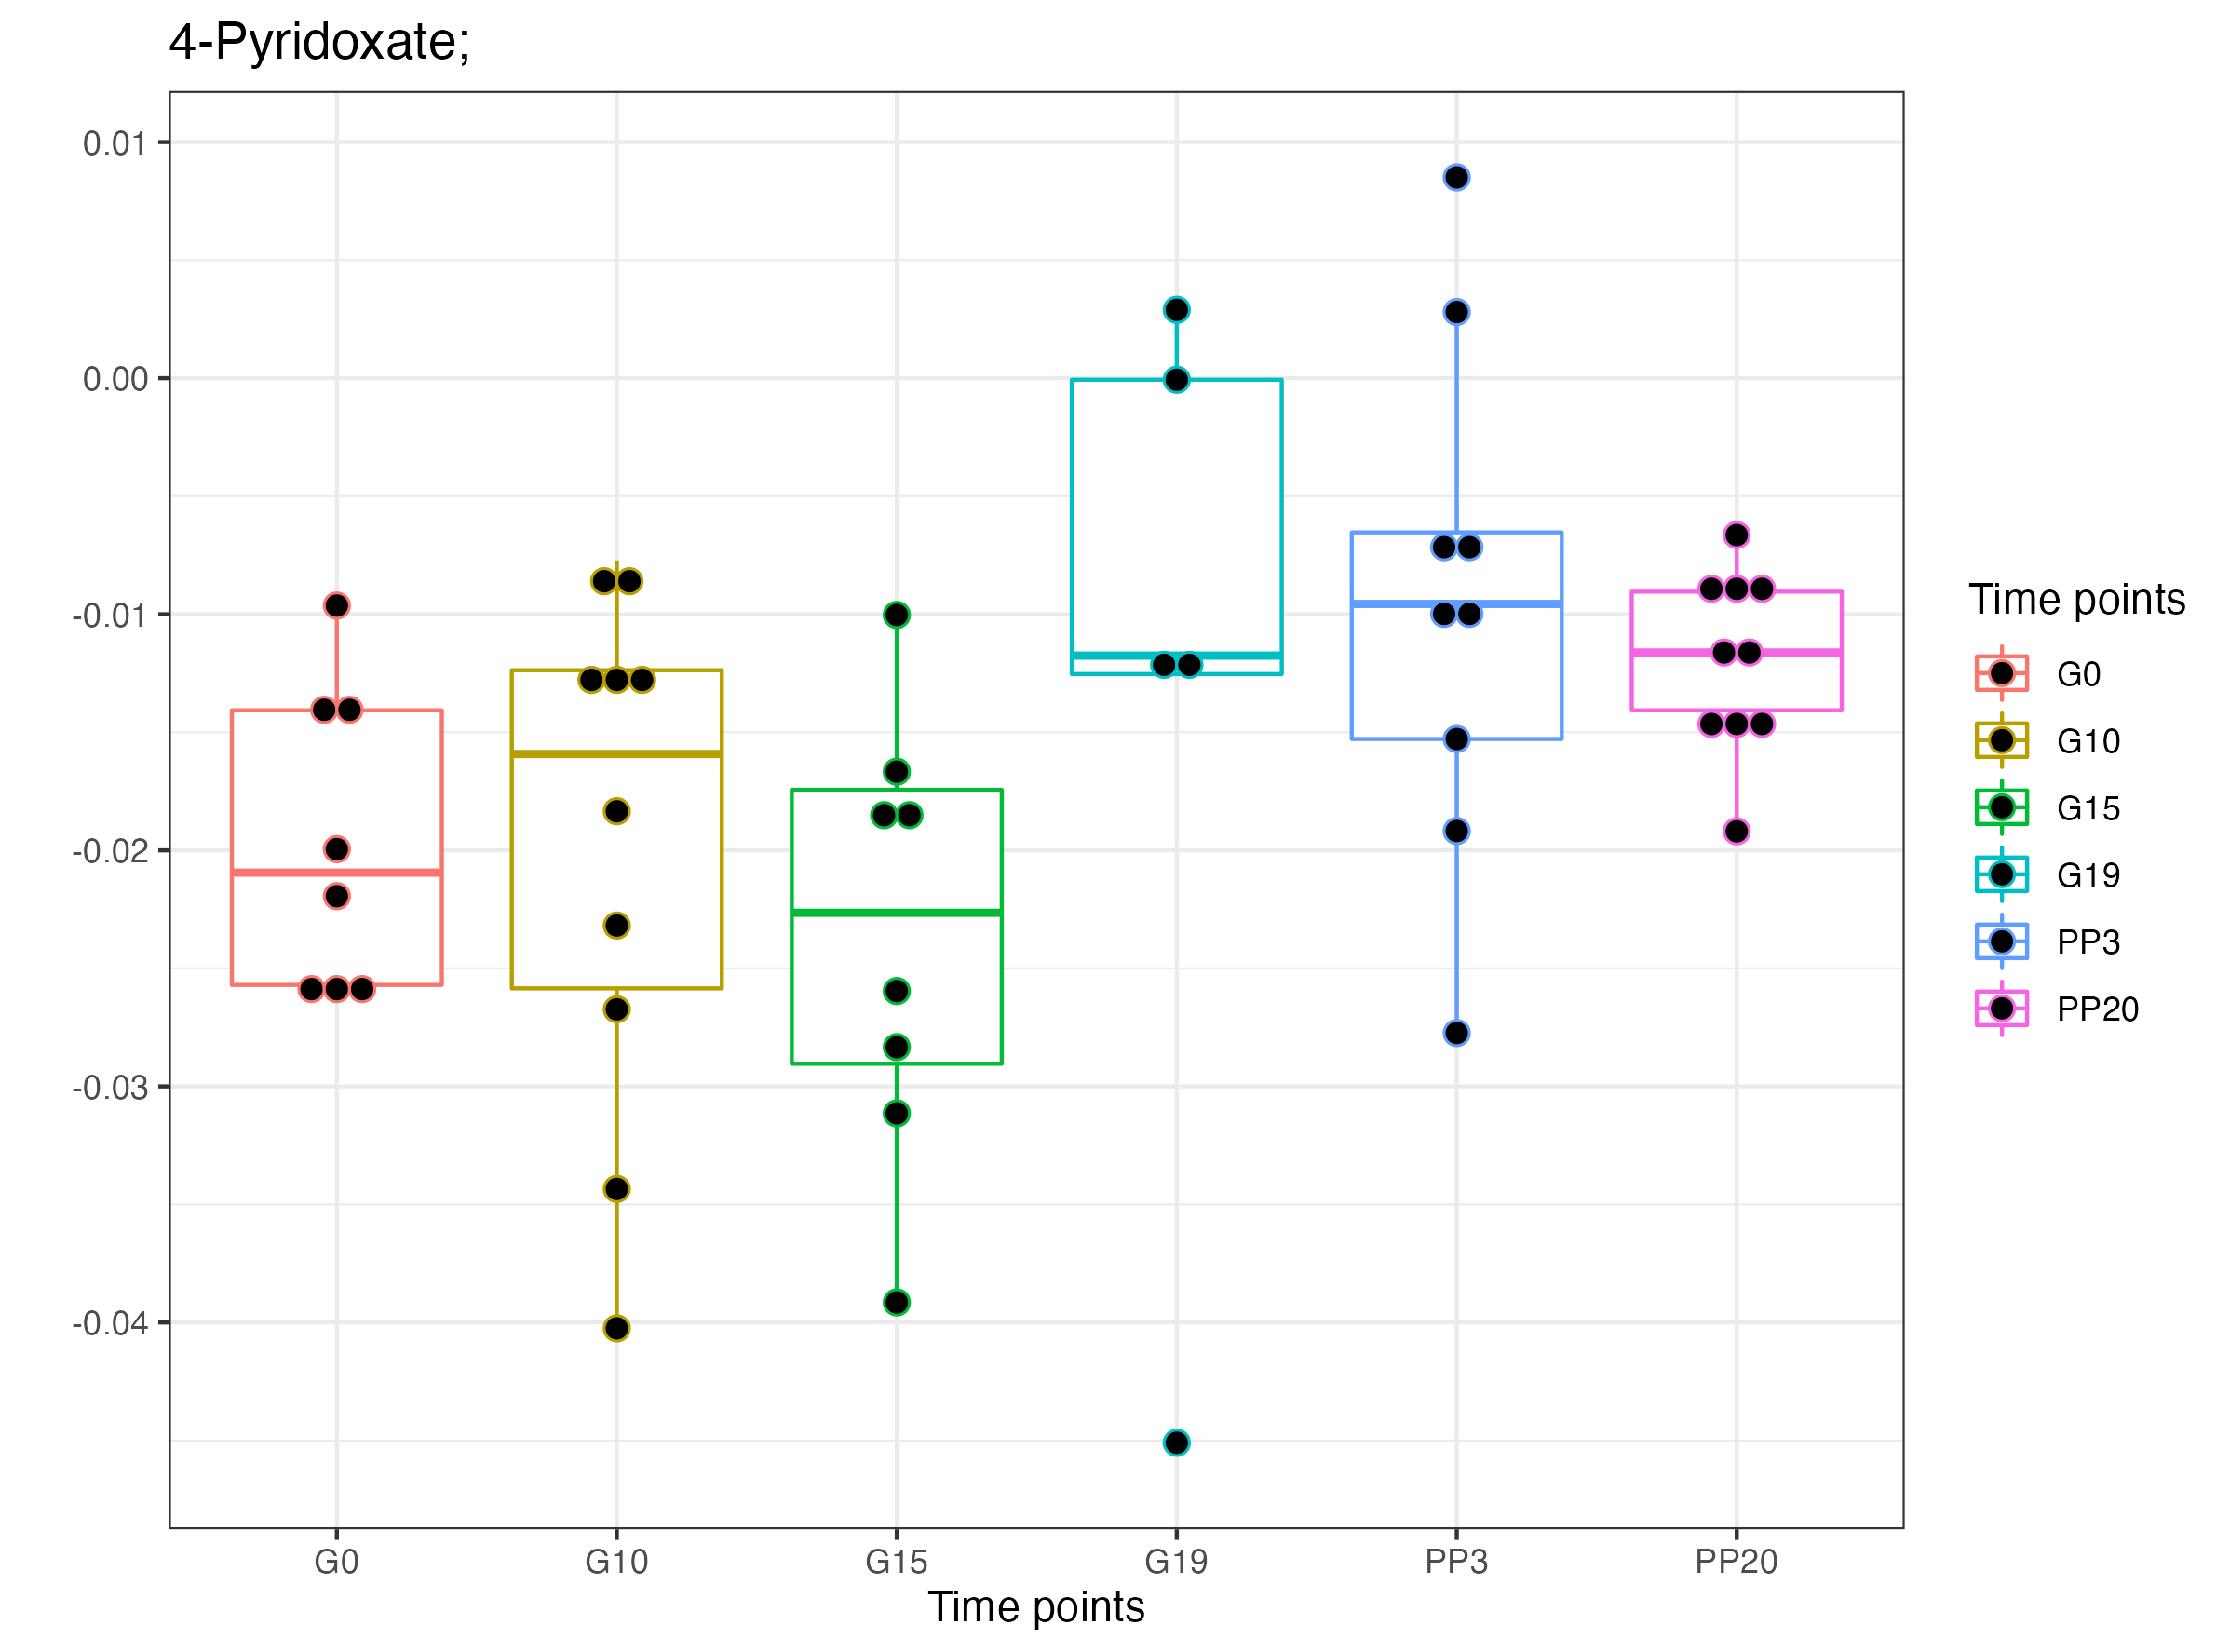 4-Pyridoxate;
0.01
0.00
-0.01
-0.02
-0.03
-0.04
G0 G10 G15 G19 PP3 PP20
Time points
Time points
G0
G10
G15
G19
PP3
PP20